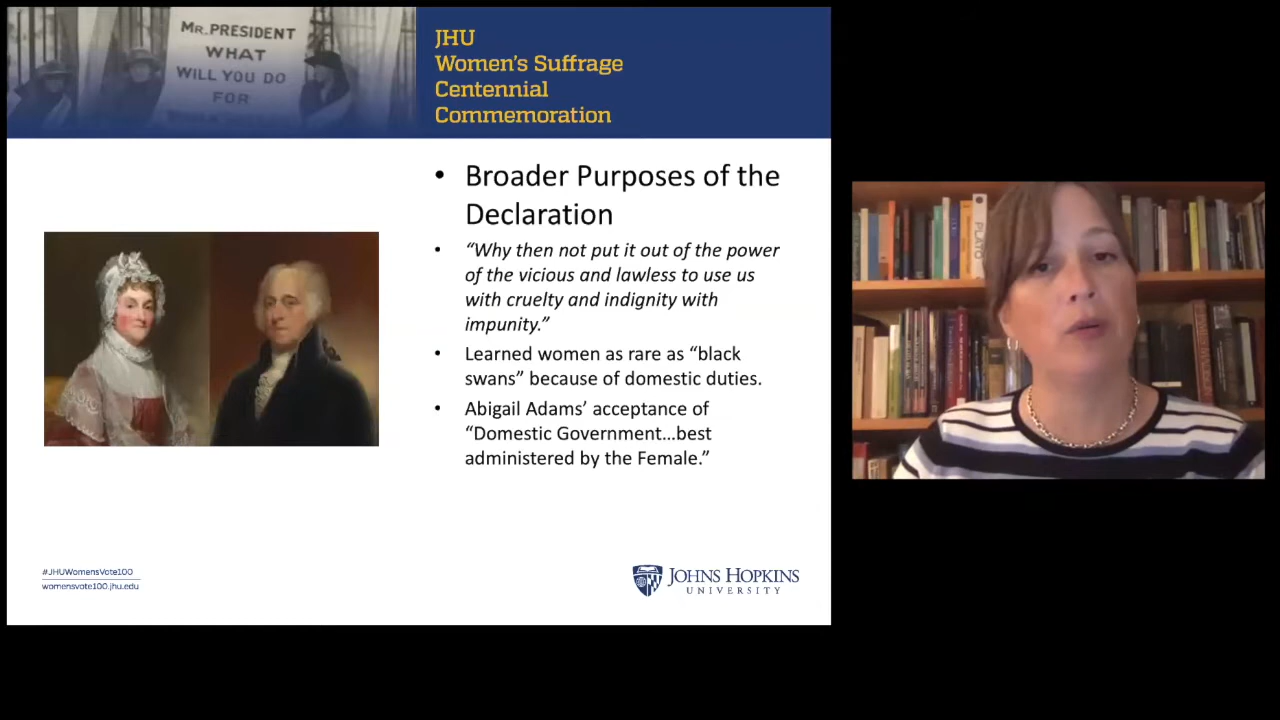 MR. PRESIDENT
WHAT
WILL YOU DO
FOR
JHU
Women's Suffrage
Centennial
Commemoration
• Broader Purposes of the
Declaration
• “Why then not put it out of the power
of the vicious and lawless to use us
with cruelty and indignity with
impunity.”
• Learned women as rare as “black
swans” because of domestic duties.
• Abigail Adams’ acceptance of
“Domestic Government…best
administered by the Female.”
#JHUWomensVote100
womensvote100.jhu.edu
JOHNS HOPKINS
UNIVERSITY
PLATO